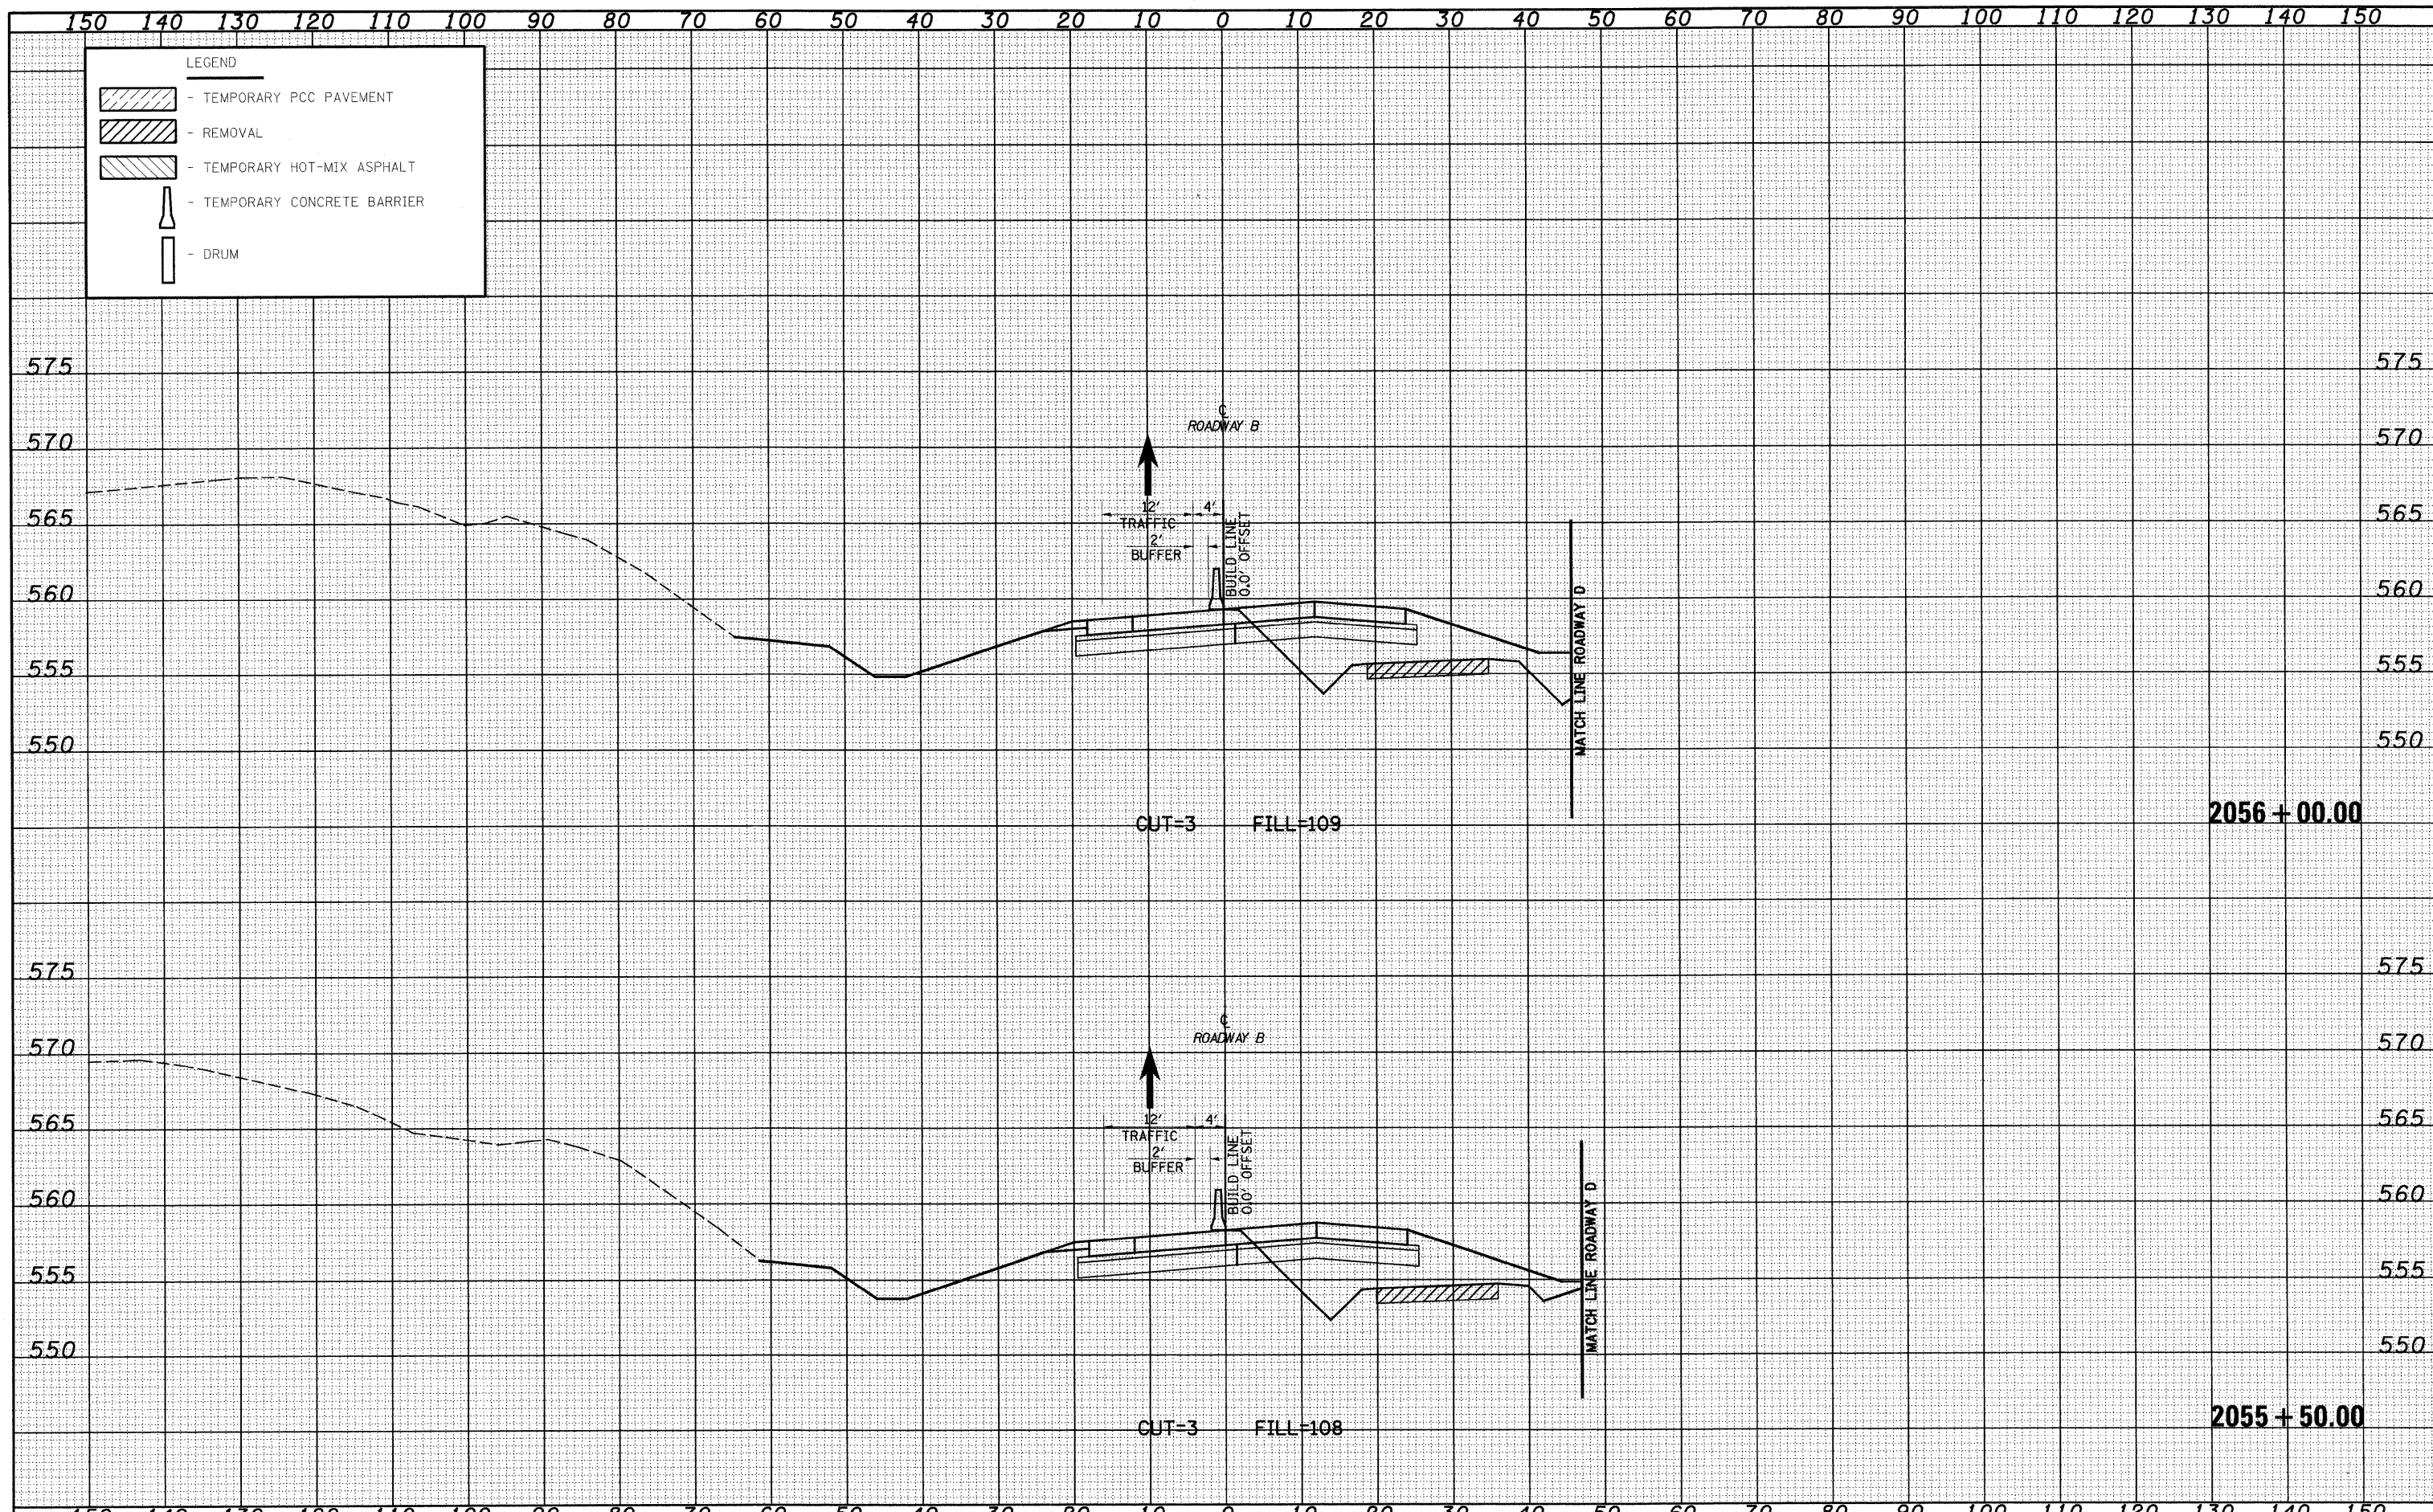 150 140 130 120 110 100 90 80 70 60 50 40 30 20 10 0 10 20 30 40 50 60 70 80 90 100 110 120 130 140 150
LEGEND
- TEMPORARY PCC PAVEMENT
- REMOVAL
- TEMPORARY HOT-MIX ASPHALT
- TEMPORARY CONCRETE BARRIER
- DRUM
575 575
570 570
565 565
560 560
555 555
550 550
℄
ROADWAY B
12' 4'
TRAFFIC
2'
BUFFER
BUILD LINE
0.0' OFFSET
MATCH LINE ROADWAY D
CUT=3 FILL=109
2056+00.00
575 575
570 570
565 565
560 560
555 555
550 550
℄
ROADWAY B
12' 4'
TRAFFIC
2'
BUFFER
BUILD LINE
0.0' OFFSET
MATCH LINE ROADWAY D
CUT=3 FILL=108
2055+50.00
150 140 130 120 110 100 90 80 70 60 50 40 30 20 10 0 10 20 30 40 50 60 70 80 90 100 110 120 130 140 150